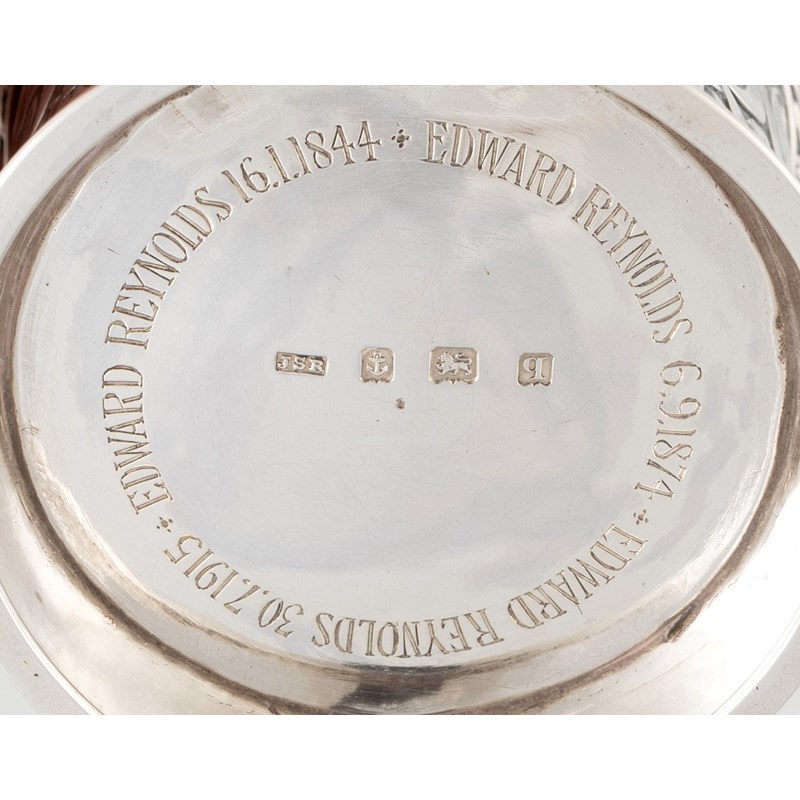 EDWARD REYNOLDS 16.1.1844
EDWARD REYNOLDS 6.9.1874
EDWARD REYNOLDS 30.7.1915
JSR
q